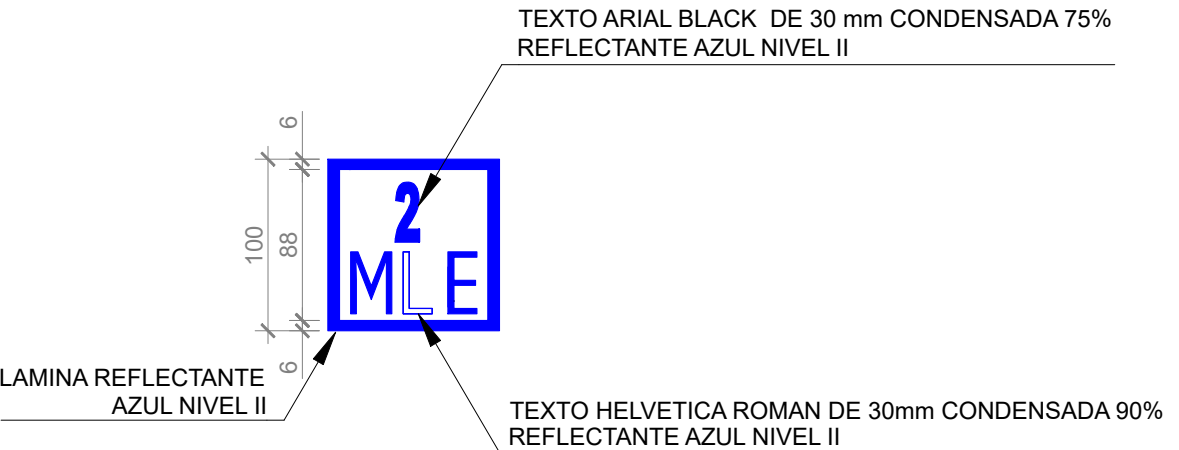 TEXTO ARIAL BLACK DE 30 mm CONDENSADA 75%
REFLECTANTE AZUL NIVEL II
6
100
88
6
2
MLE
LAMINA REFLECTANTE
AZUL NIVEL II
TEXTO HELVETICA ROMAN DE 30mm CONDENSADA 90%
REFLECTANTE AZUL NIVEL II